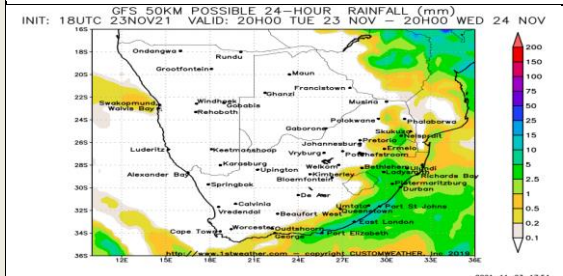 GFS 50KM POSSIBLE 24-HOUR RAINFALL (mm)
INIT: 18UTC 23NOV21 VALID: 20H00 TUE 23 NOV - 20H00 WED 24 NOV
16S
18S
20S
22S
24S
26S
28S
30S
32S
34S
36S
12E 15E 18E 21E 24E 27E 30E 33E 36E
Ondangwa
Rundu
Grootfontein
Maun
Francistown
Ghanzi
Swakopmund
Walvis Bay
Windhoek
Gobabis
Rehoboth
Musina
Polokwane
Phalaborwa
Gaborone
Skukuza
Nelspruit
Pretoria
Johannesburg
Ermelo
Luderitz
Keetmanshoop
Vryburg
Potchefstroom
Karasburg
Upington
Welkom
Bethlehem
Ulundi
Ladysmith
Alexander Bay
Kimberley
Bloemfontein
Richards Bay
Pietermaritzburg
Durban
Springbok
De Aar
Calvinia
Umtata
Port St Johns
Vredendal
Beaufort West
Queenstown
East London
Cape Town
Worcester
Oudtshoorn
George
Port Elizabeth
http://www.1stweather.com - copyright CUSTOMWEATHER, Inc 2019
200
150
100
75
50
25
15
10
5
2.5
1
0.5
0.2
0.1